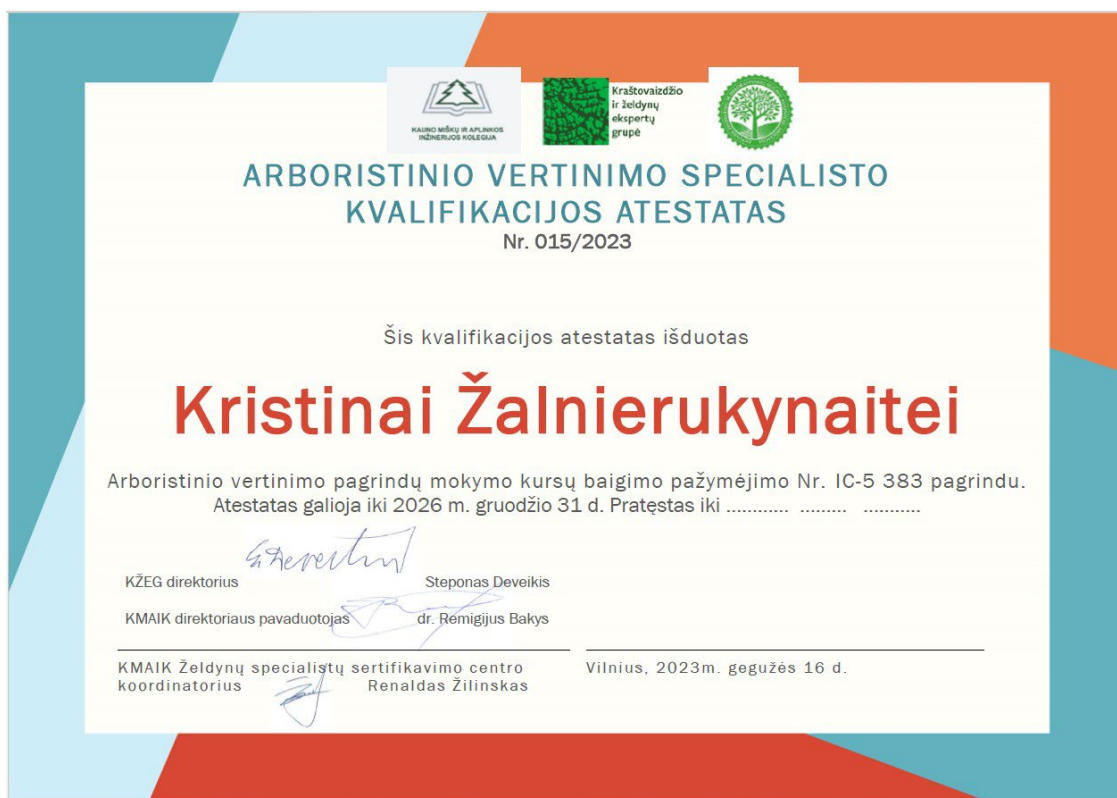 KAUNO MIŠKŲ IR APLINKOS
INŽINERIJOS KOLEGIJA
Kraštovaizdžio
ir želdynų
ekspertų
grupė
ARBORISTINIO VERTINIMO SPECIALISTO
KVALIFIKACIJOS ATESTATAS
Nr. 015/2023
Šis kvalifikacijos atestatas išduotas
Kristinai Žalnierukynaitei
Arboristinio vertinimo pagrindų mokymo kursų baigimo pažymėjimo Nr. IC-5 383 pagrindu.
Atestatas galioja iki 2026 m. gruodžio 31 d. Pratęstas iki ............ ......... ...........
KŽEG direktorius Steponas Deveikis
KMAIK direktoriaus pavaduotojas dr. Remigijus Bakys
KMAIK Želdynų specialistų sertifikavimo centro
koordinatorius Renaldas Žilinskas
Vilnius, 2023m. gegužės 16 d.